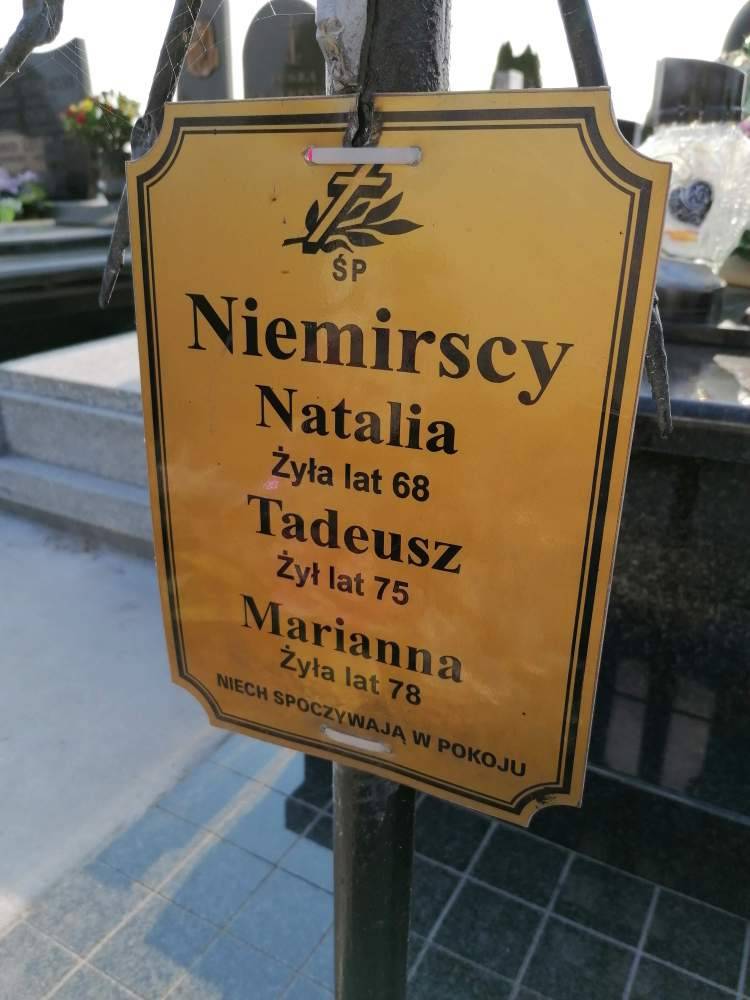 ŚP
Niemirscy
Natalia
Żyła lat 68
Tadeusz
Żył lat 75
Marianna
Żyła lat 78
NIECH SPOCZYWAJĄ W POKOJU